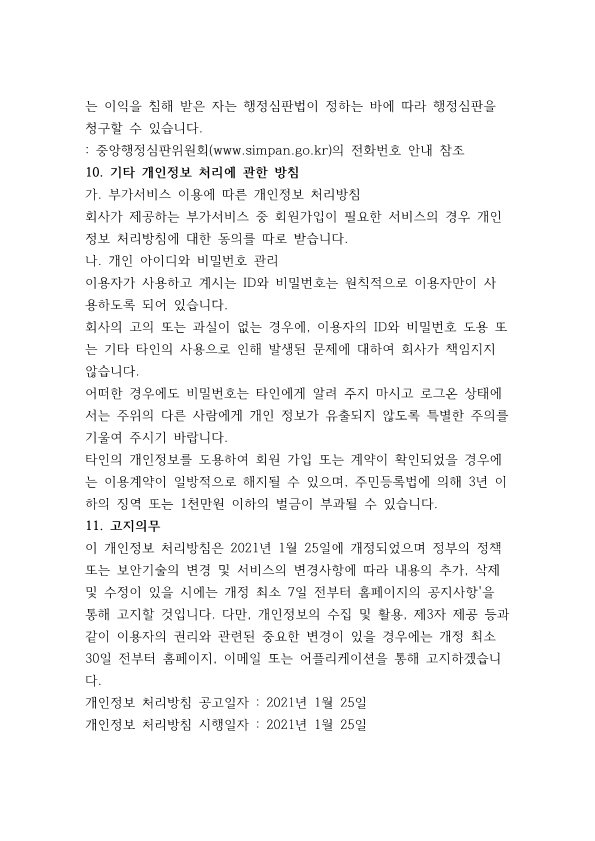 는 이익을 침해 받은 자는 행정심판법이 정하는 바에 따라 행정심판을
청구할 수 있습니다.
: 중앙행정심판위원회(www.simpan.go.kr)의 전화번호 안내 참조
10. 기타 개인정보 처리에 관한 방침
가. 부가서비스 이용에 따른 개인정보 처리방침
회사가 제공하는 부가서비스 중 회원가입이 필요한 서비스의 경우 개인
정보 처리방침에 대한 동의를 따로 받습니다.
나. 개인 아이디와 비밀번호 관리
이용자가 사용하고 계시는 ID와 비밀번호는 원칙적으로 이용자만이 사
용하도록 되어 있습니다.
회사의 고의 또는 과실이 없는 경우에, 이용자의 ID와 비밀번호 도용 또
는 기타 타인의 사용으로 인해 발생된 문제에 대하여 회사가 책임지지
않습니다.
어떠한 경우에도 비밀번호는 타인에게 알려 주지 마시고 로그온 상태에
서는 주위의 다른 사람에게 개인 정보가 유출되지 않도록 특별한 주의를
기울여 주시기 바랍니다.
타인의 개인정보를 도용하여 회원 가입 또는 계약이 확인되었을 경우에
는 이용계약이 일방적으로 해지될 수 있으며, 주민등록법에 의해 3년 이
하의 징역 또는 1천만원 이하의 벌금이 부과될 수 있습니다.
11. 고지의무
이 개인정보 처리방침은 2021년 1월 25일에 개정되었으며 정부의 정책
또는 보안기술의 변경 및 서비스의 변경사항에 따라 내용의 추가, 삭제
및 수정이 있을 시에는 개정 최소 7일 전부터 홈페이지의 공지사항'을
통해 고지할 것입니다. 다만, 개인정보의 수집 및 활용, 제3자 제공 등과
같이 이용자의 권리와 관련된 중요한 변경이 있을 경우에는 개정 최소
30일 전부터 홈페이지, 이메일 또는 어플리케이션을 통해 고지하겠습니
다.
개인정보 처리방침 공고일자 : 2021년 1월 25일
개인정보 처리방침 시행일자 : 2021년 1월 25일